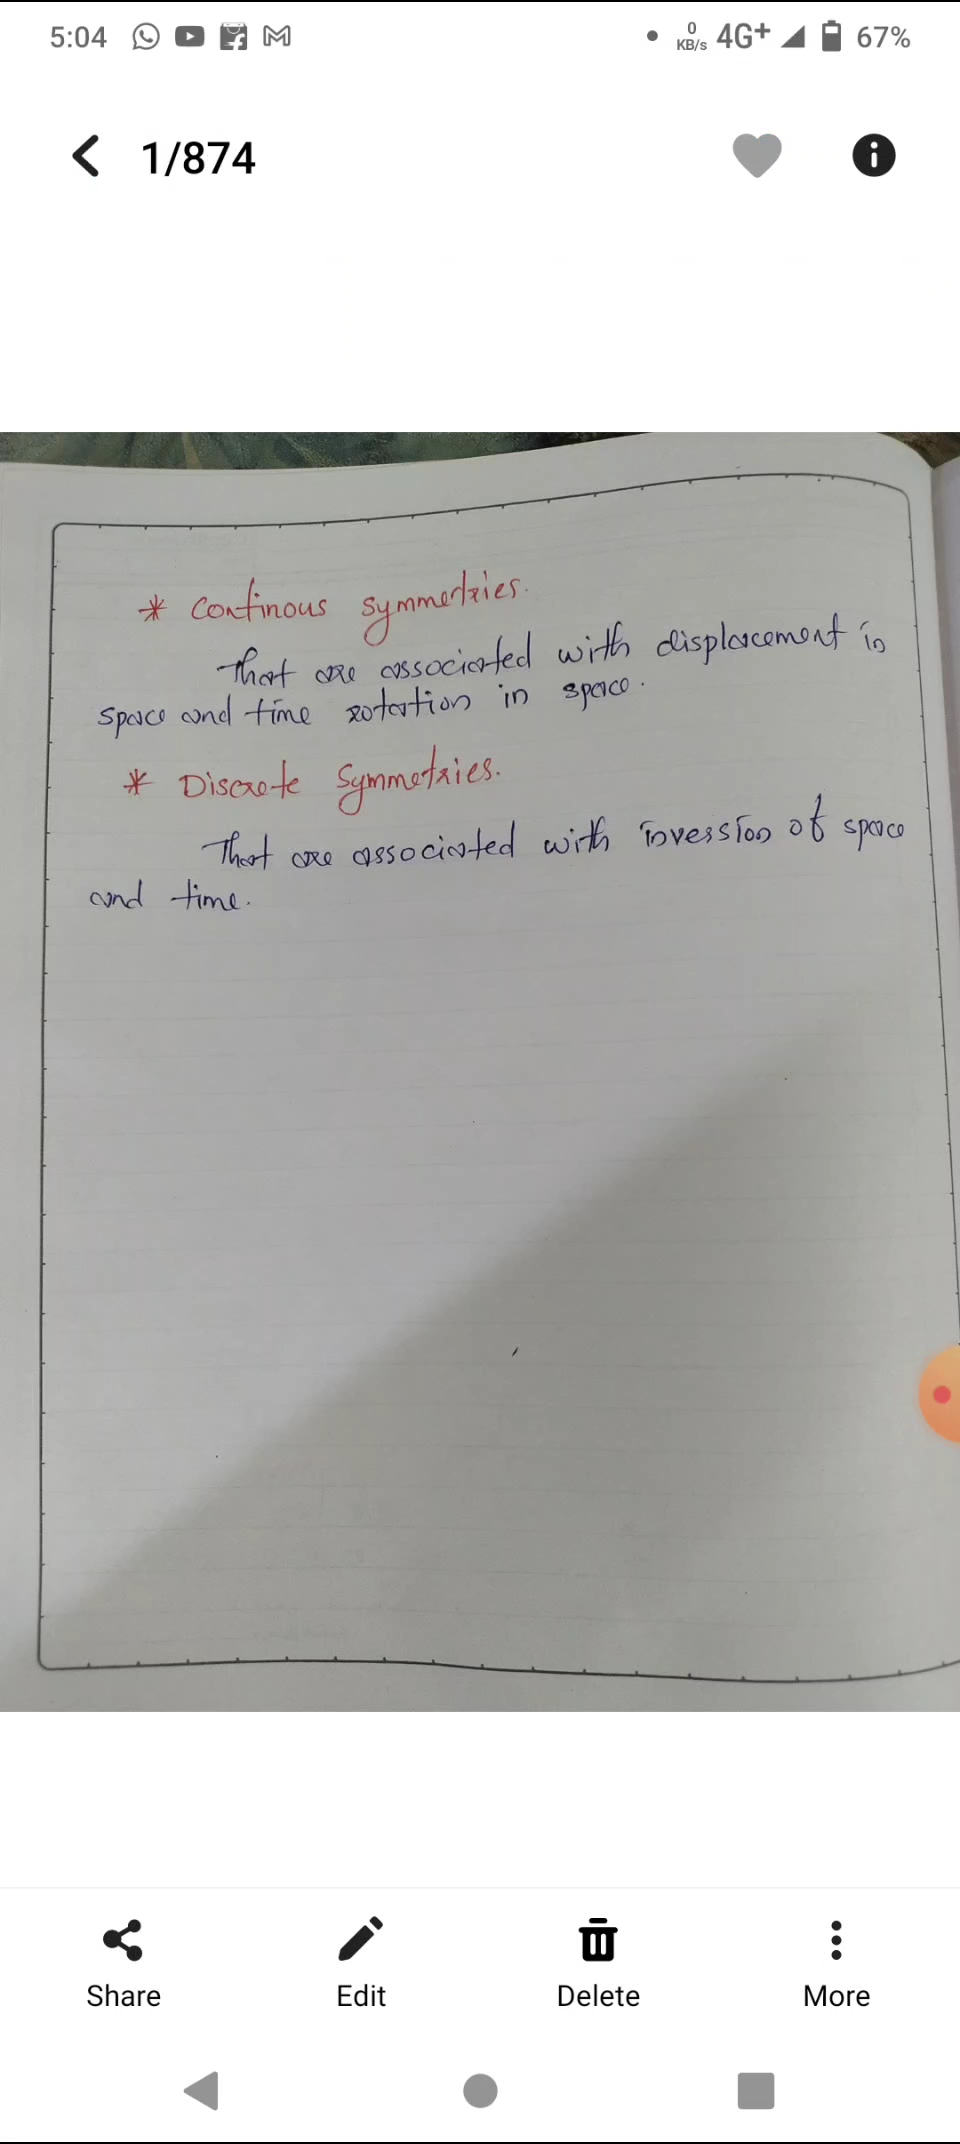 5:04
0 KB/s 4G+ 67%
1/874
* Continous symmetries.
That are associated with displacement in
space and time rotation in space.
* Discrete Symmetries.
That are associated with inverssion of space
and time.
Share Edit Delete More